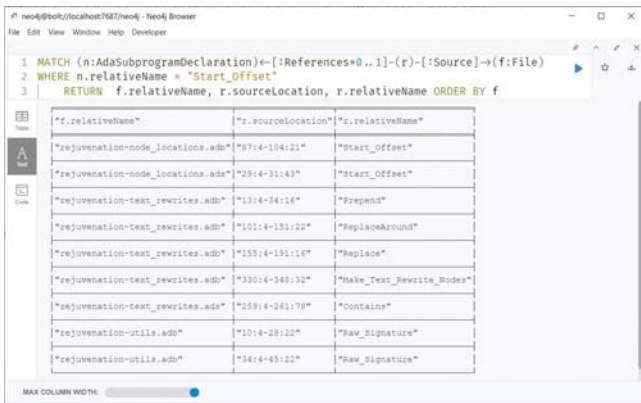 neo4j@bolt://localhost:7687/neo4j - Neo4j Browser
File Edit View Window Help Developer
1 MATCH (n:AdaSubprogramDeclaration)<-[:References*0..1]-(r)-[:Source]->(f:File)
2 WHERE n.relativeName = "Start_Offset"
3 RETURN f.relativeName, r.sourceLocation, r.relativeName ORDER BY f
Table
Text
Code
"f.relativeName" "r.sourceLocation" "r.relativeName"
"rejuvenation-node_locations.adb" "87:4-104:21" "Start_Offset"
"rejuvenation-node_locations.ads" "29:4-31:43" "Start_Offset"
"rejuvenation-text_rewrites.adb" "13:4-34:16" "Prepend"
"rejuvenation-text_rewrites.adb" "101:4-151:22" "ReplaceAround"
"rejuvenation-text_rewrites.adb" "155:4-191:16" "Replace"
"rejuvenation-text_rewrites.adb" "330:4-348:32" "Make_Text_Rewrite_Nodes"
"rejuvenation-text_rewrites.ads" "259:4-261:78" "Contains"
"rejuvenation-utils.adb" "10:4-28:22" "Raw_Signature"
"rejuvenation-utils.adb" "34:4-45:22" "Raw_Signature"
MAX COLUMN WIDTH: